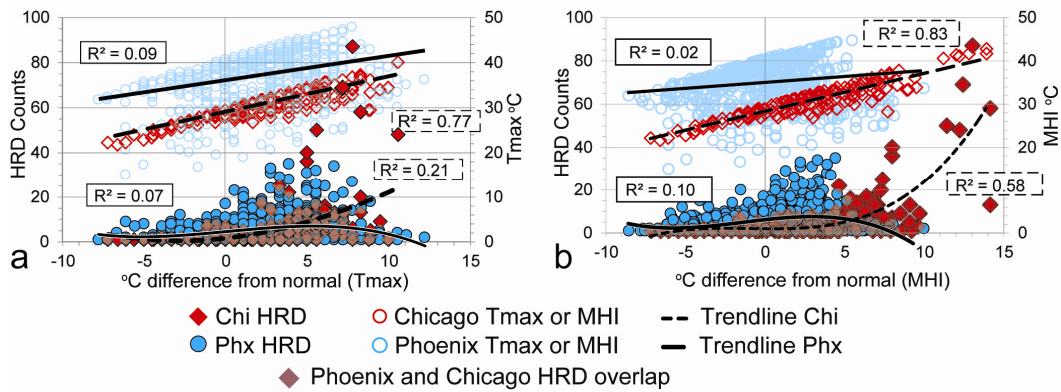 100
80
60
40
20
0
HRD Counts
R² = 0.09
R² = 0.77
R² = 0.21
R² = 0.07
50
40
30
20
10
0
Tmax °C
-10
-5
0
5
10
15
a
°C difference from normal (Tmax)
100
80
60
40
20
0
HRD Counts
R² = 0.02
R² = 0.83
R² = 0.10
R² = 0.58
50
40
30
20
10
0
MHI °C
-10
-5
0
5
10
15
b
°C difference from normal (MHI)
Chi HRD
Chicago Tmax or MHI
Trendline Chi
Phx HRD
Phoenix Tmax or MHI
Trendline Phx
Phoenix and Chicago HRD overlap